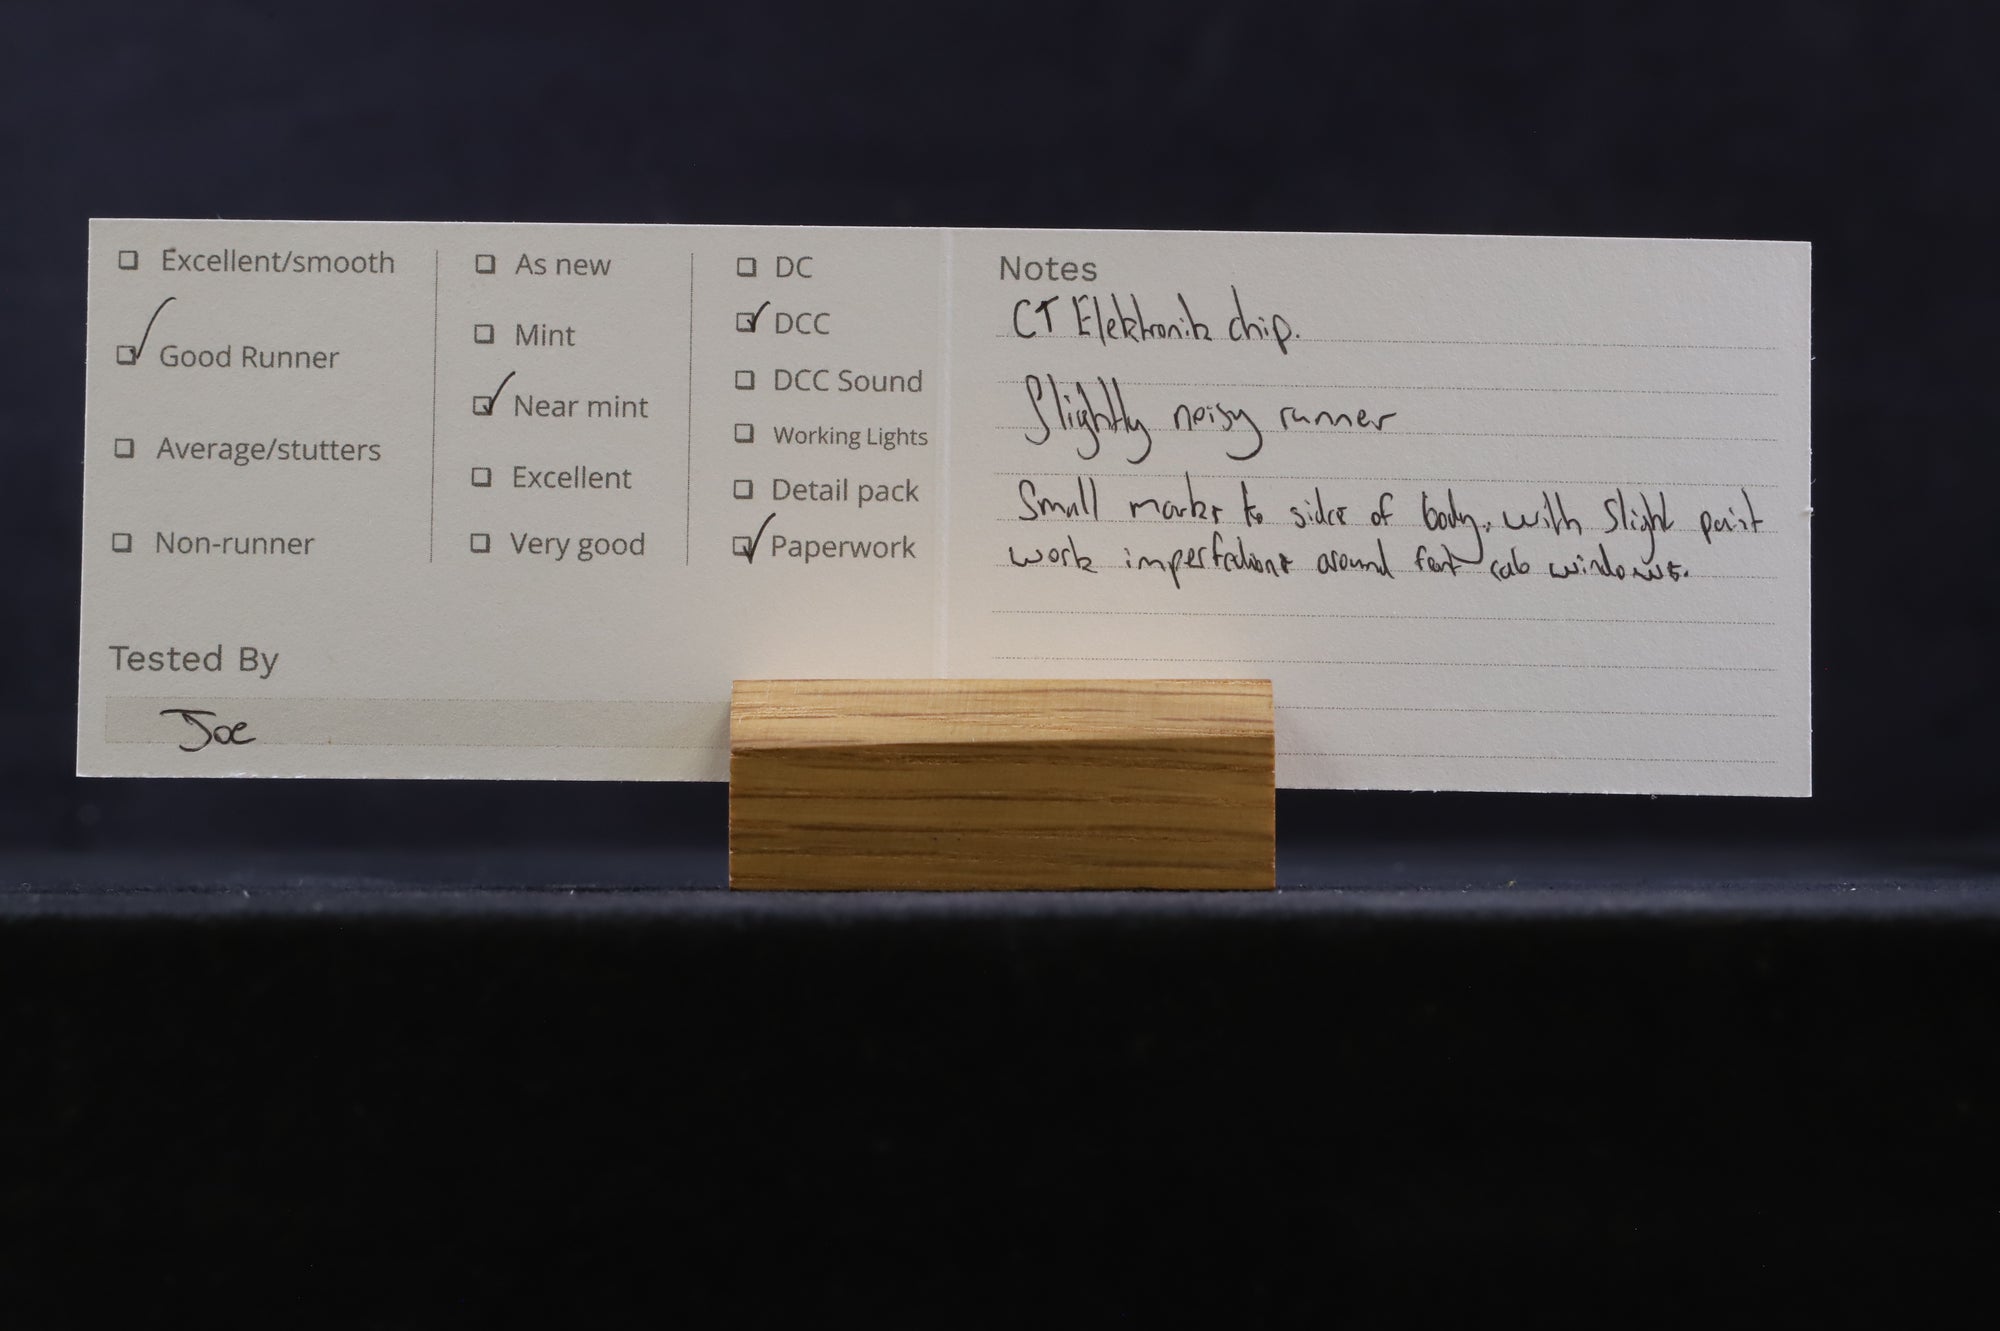 Excellent/smooth
Good Runner
Average/stutters
Non-runner
As new
Mint
Near mint
Excellent
Very good
DC
DCC
DCC Sound
Working Lights
Detail pack
Paperwork
Tested By
Joe
Notes
CT Elektronik chip.
Slightly noisy runner
Small marks to sides of body, with slight paint
work imperfections around front cab windows.